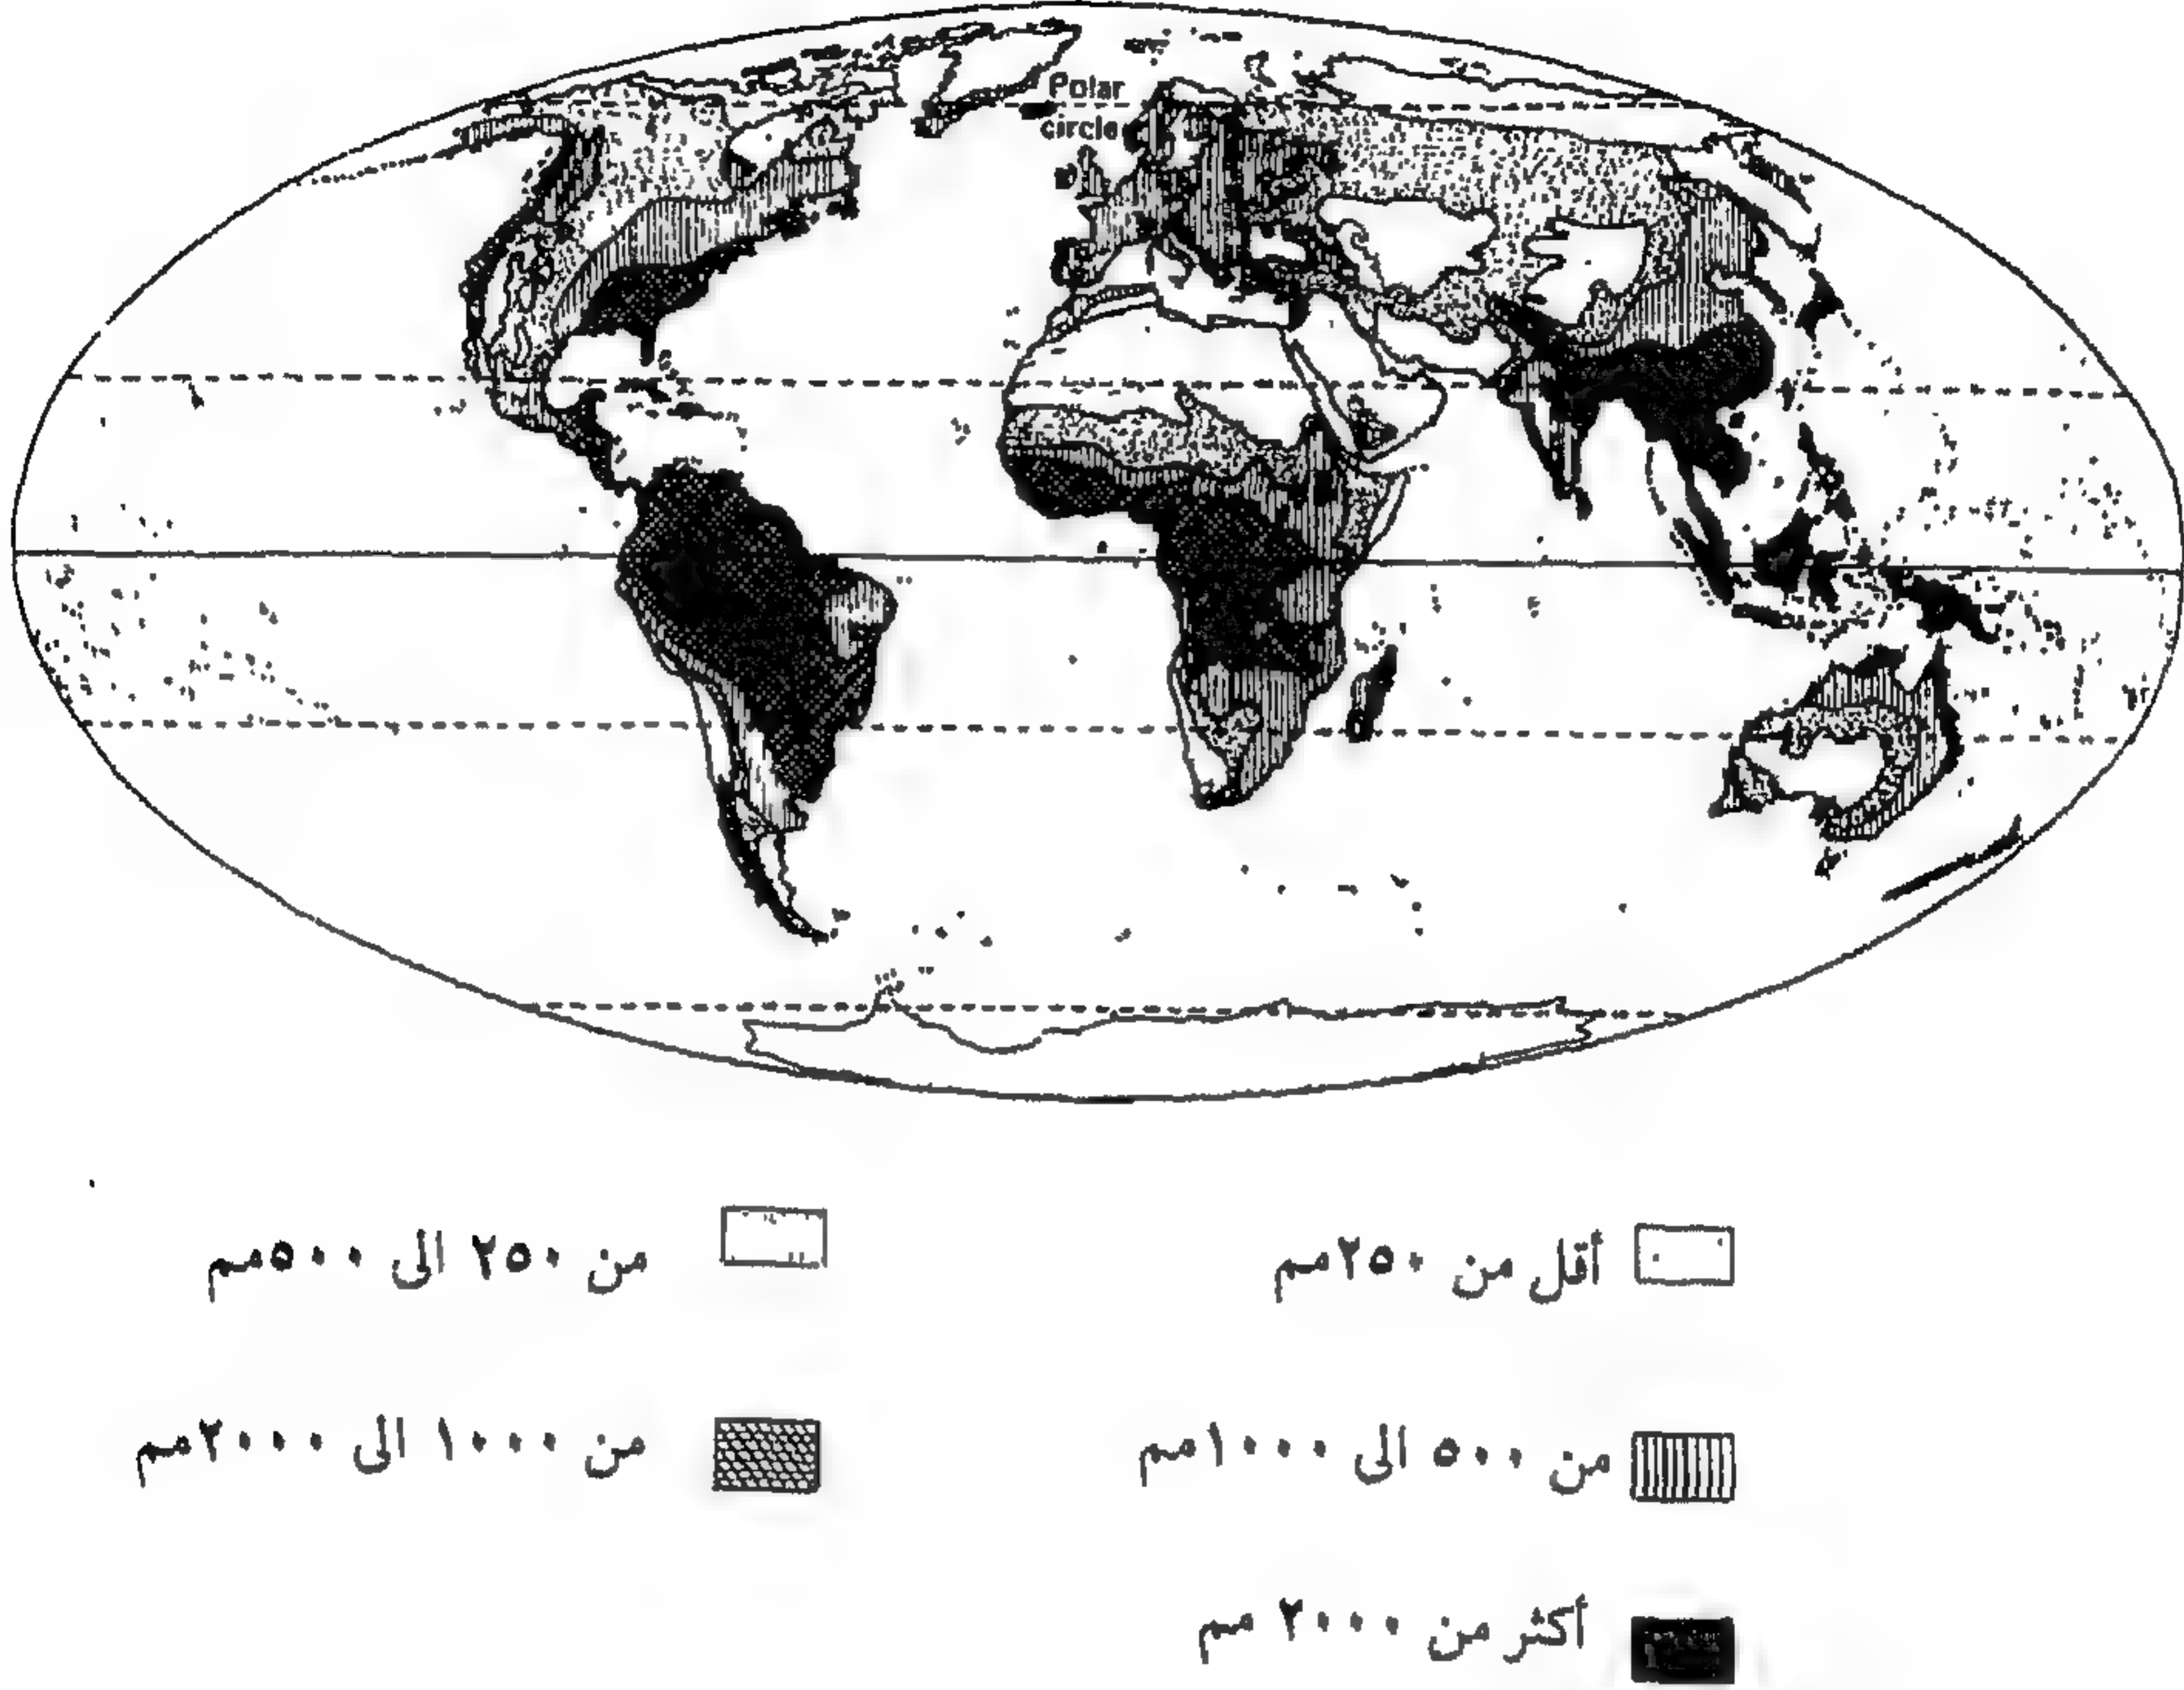 Polar
circle
أقل من ٢٥٠مم
من ٢٥٠ الى ٥٠٠مم
من ٥٠٠ الى ١٠٠٠مم
من ١٠٠٠ الى ٢٠٠٠مم
أكثر من ٢٠٠٠ مم